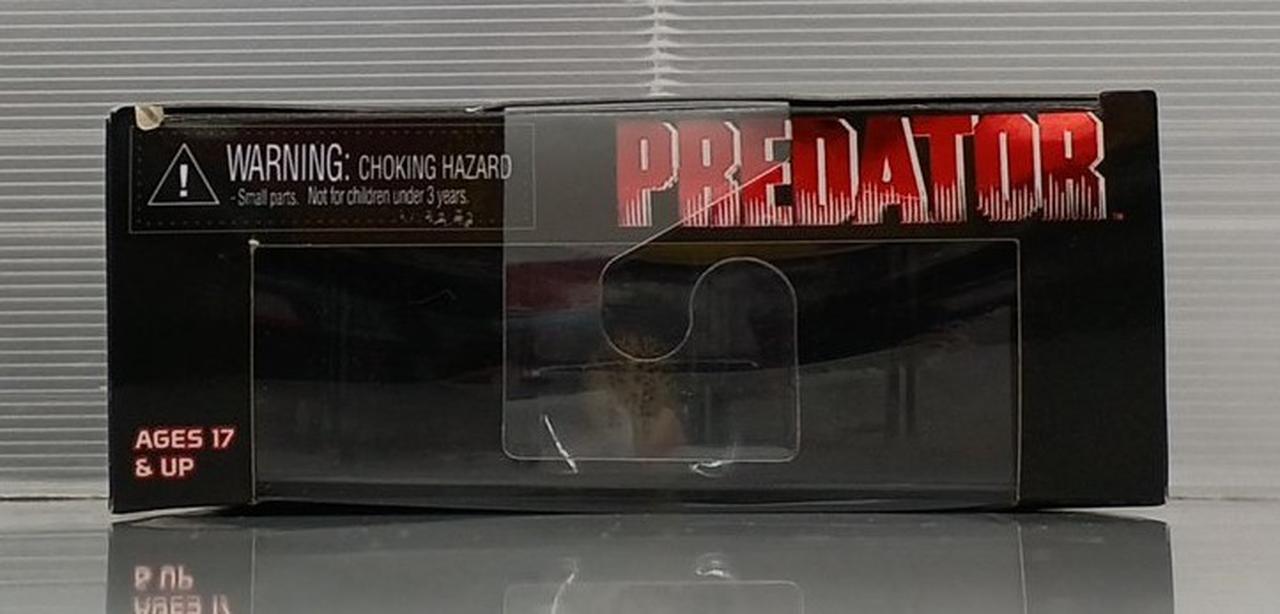 WARNING: CHOKING HAZARD
- Small parts. Not for children under 3 years.
PREDATOR
AGES 17
& UP